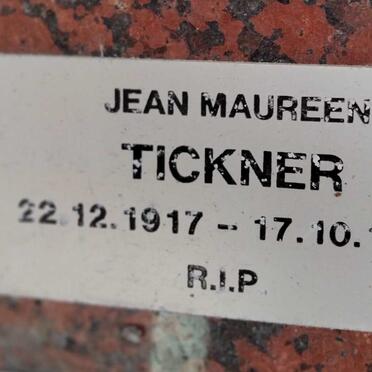 JEAN MAUREEN
TICKNER
22.12.1917 - 17.10.
R.I.P